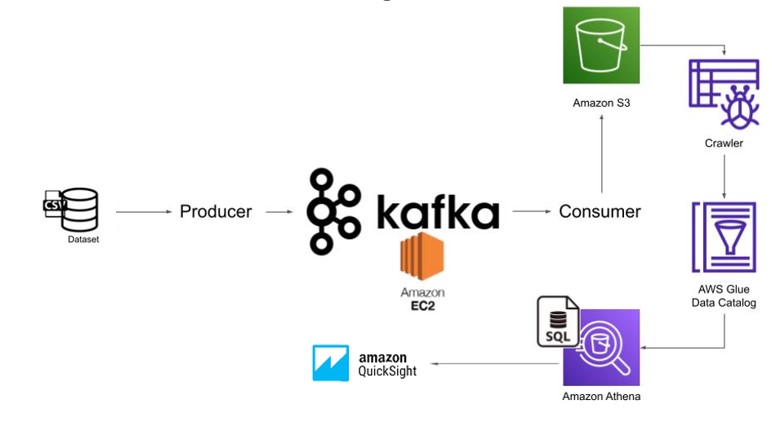 Amazon S3
Crawler
CSV
Dataset
Producer
kafka
Consumer
Amazon
EC2
AWS Glue
Data Catalog
SQL
amazon
QuickSight
Amazon Athena